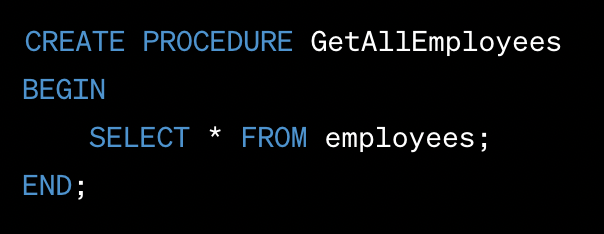 CREATE PROCEDURE GetAllEmployees
BEGIN
    SELECT * FROM employees;
END;